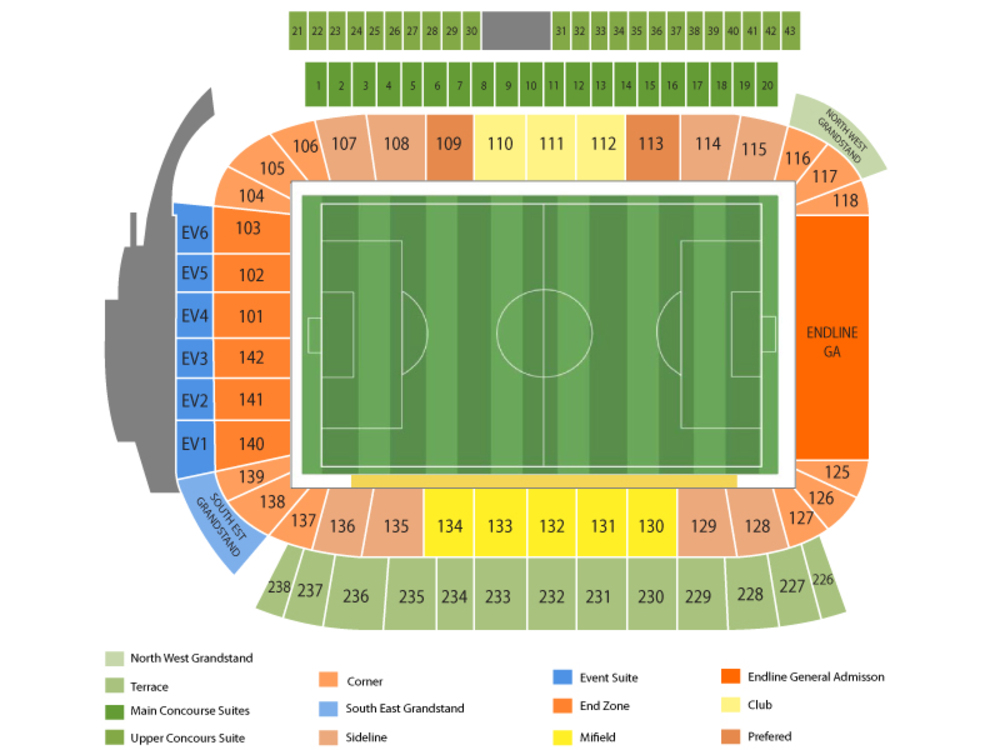 21 22 23 24 25 26 27 28 29 30 31 32 33 34 35 36 37 38 39 40 41 42 43
1 2 3 4 5 6 7 8 9 10 11 12 13 14 15 16 17 18 19 20
NORTH WEST
GRANDSTAND
104 105 106 107 108 109 110 111 112 113 114 115 116 117 118
EV6 103
EV5 102
EV4 101
EV3 142
EV2 141
EV1 140
ENDLINE
GA
SOUTH EST
GRANDSTAND
139 138 137 136 135 134 133 132 131 130 129 128 127 126 125
238 237 236 235 234 233 232 231 230 229 228 227 226
North West Grandstand
Terrace
Main Concourse Suites
Upper Concours Suite
Corner
South East Grandstand
Sideline
Event Suite
End Zone
Mifield
Endline General Admisson
Club
Prefered